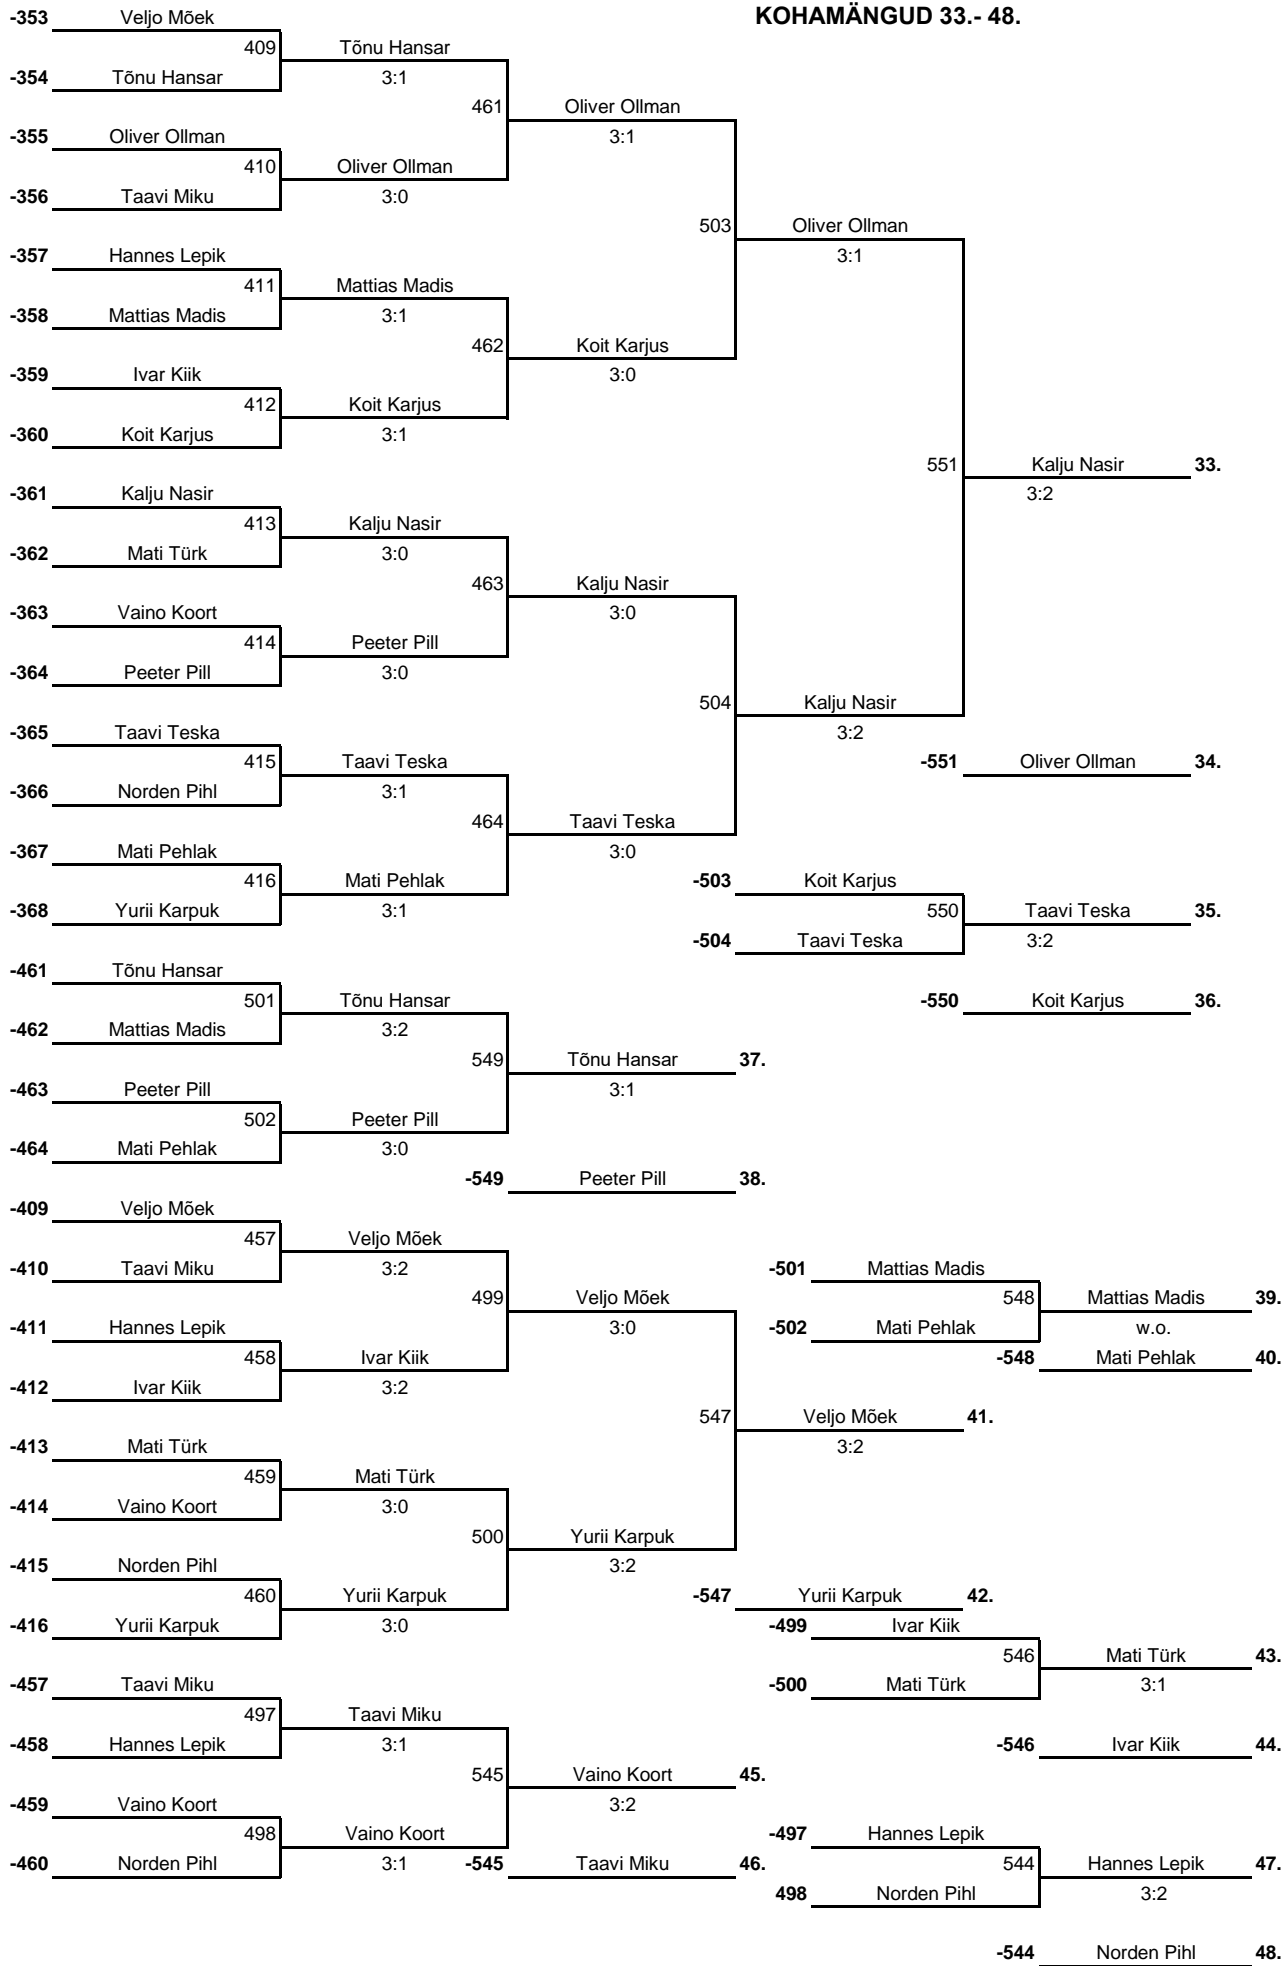 KOHAMÄNGUD 33.- 48.
-353 Veljo Mõek
409 Tõnu Hansar
-354 Tõnu Hansar 3:1
461 Oliver Ollman
-355 Oliver Ollman 3:1
410 Oliver Ollman
-356 Taavi Miku 3:0
503 Oliver Ollman
-357 Hannes Lepik 3:1
411 Mattias Madis
-358 Mattias Madis 3:1
462 Koit Karjus
-359 Ivar Kiik 3:0
412 Koit Karjus
-360 Koit Karjus 3:1
551 Kalju Nasir 33.
-361 Kalju Nasir 3:2
413 Kalju Nasir
-362 Mati Türk 3:0
463 Kalju Nasir
-363 Vaino Koort 3:0
414 Peeter Pill
-364 Peeter Pill 3:0
504 Kalju Nasir
-365 Taavi Teska 3:2
415 Taavi Teska -551 Oliver Ollman 34.
-366 Norden Pihl 3:1
464 Taavi Teska
-367 Mati Pehlak 3:0
416 Mati Pehlak -503 Koit Karjus
-368 Yurii Karpuk 3:1 550 Taavi Teska 35.
-504 Taavi Teska 3:2
-461 Tõnu Hansar
501 Tõnu Hansar -550 Koit Karjus 36.
-462 Mattias Madis 3:2
549 Tõnu Hansar 37.
-463 Peeter Pill 3:1
502 Peeter Pill
-464 Mati Pehlak 3:0
-549 Peeter Pill 38.
-409 Veljo Mõek
457 Veljo Mõek
-410 Taavi Miku 3:2 -501 Mattias Madis
499 Veljo Mõek 548 Mattias Madis 39.
-411 Hannes Lepik 3:0 -502 Mati Pehlak w.o.
458 Ivar Kiik -548 Mati Pehlak 40.
-412 Ivar Kiik 3:2
547 Veljo Mõek 41.
-413 Mati Türk 3:2
459 Mati Türk
-414 Vaino Koort 3:0
500 Yurii Karpuk
-415 Norden Pihl 3:2
460 Yurii Karpuk -547 Yurii Karpuk 42.
-416 Yurii Karpuk 3:0 -499 Ivar Kiik
546 Mati Türk 43.
-457 Taavi Miku -500 Mati Türk 3:1
497 Taavi Miku
-458 Hannes Lepik 3:1 -546 Ivar Kiik 44.
545 Vaino Koort 45.
-459 Vaino Koort 3:2
498 Vaino Koort -497 Hannes Lepik
-460 Norden Pihl 3:1 -545 Taavi Miku 46. 544 Hannes Lepik 47.
498 Norden Pihl 3:2
-544 Norden Pihl 48.